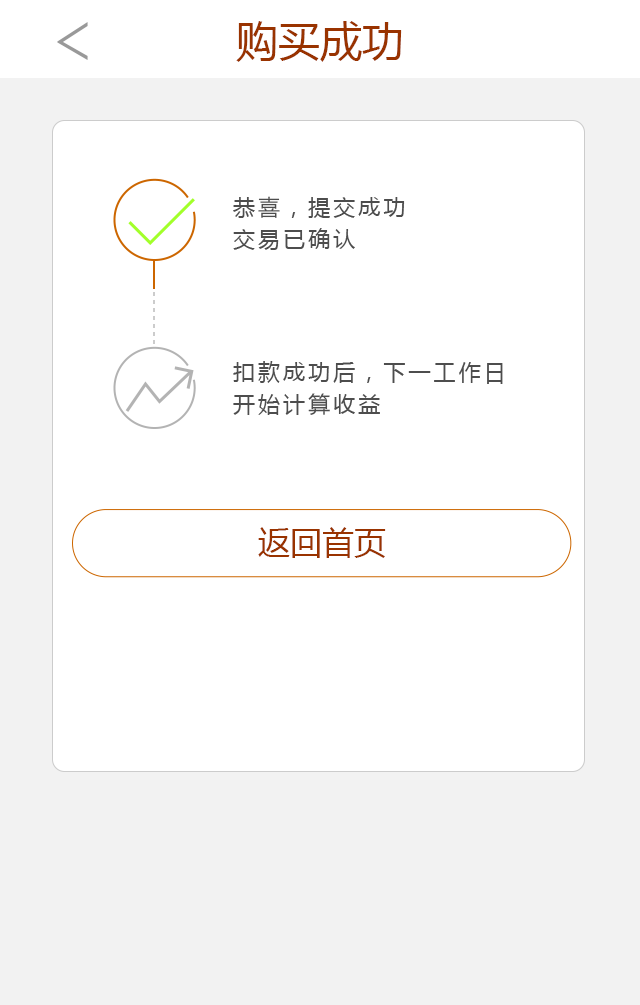 购买成功
恭喜，提交成功
交易已确认
扣款成功后，下一工作日
开始计算收益
返回首页